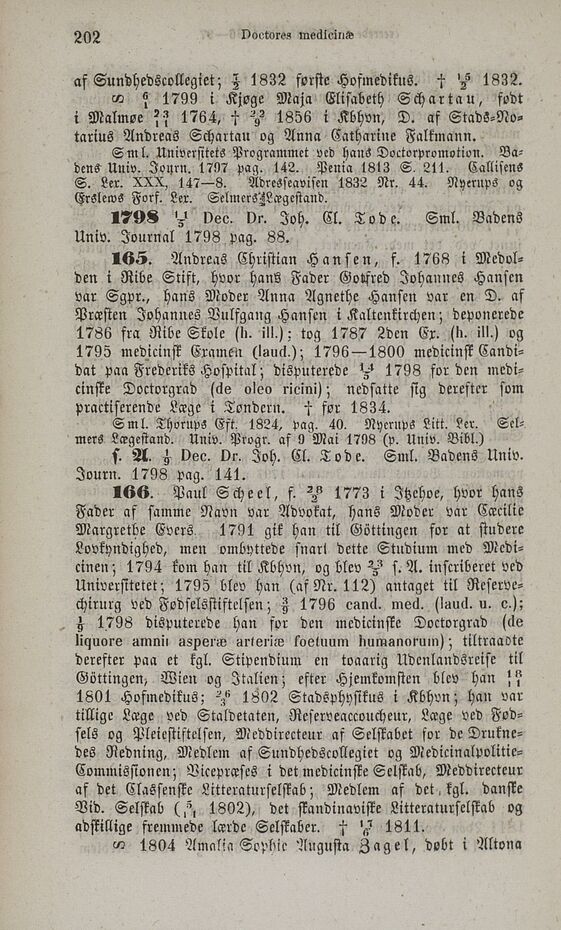 202 Doctores medicinæ
af Sundhedscollegiet; 7/2 1832 første Hofmedikus. † 15/5 1832.
∞ 6/1 1799 i Kjøge Maja Elisabeth Schartau, født
i Malmøe 23/11 1764, † 22/9 1856 i Kbhvn, D. af Stads-No-
tarius Andreas Schartau og Anna Catharine Falkmann.
Sml. Universitets Programmet ved hans Doctorpromotion. Ba-
dens Univ. Journ. 1797 pag. 142. Penia 1813 S. 211. Callisens
S. Lex. XXX, 147—8. Adresseavisen 1832 Nr. 44. Nyerups og
Erslews Forf. Lex. Selmers Lægestand.
1798 11/5 Dec. Dr. Joh. Cl. Tode. Sml. Badens
Univ. Journal 1798 pag. 88.
165. Andreas Christian Hansen, f. 1768 i Medol-
den i Ribe Stift, hvor hans Fader Gotfred Johannes Hansen
var Sgpr., hans Moder Anna Agnethe Hansen var en D. af
Præsten Johannes Vulfgang Hansen i Kaltenkirchen; deponerede
1786 fra Ribe Skole (h. ill.); tog 1787 2den Ex. (h. ill.) og
1795 medicinsk Examen (laud.); 1796—1800 medicinsk Candi-
dat paa Frederiks Hospital; disputerede 14/5 1798 for den medi-
cinske Doctorgrad (de oleo ricini); nedsatte sig derefter som
practiserende Læge i Tøndern. † før 1834.
Sml. Thorups Eft. 1824, pag. 40. Nyerups Litt. Lex. Sel-
mers Lægestand. Univ. Progr. af 9 Mai 1798 (p. Univ. Bibl.)
s. A. 1/9 Dec. Dr. Joh. Cl. Tode. Sml. Badens Univ.
Journ. 1798 pag. 141.
166. Paul Scheel, f. 28/2 1773 i Itzehoe, hvor hans
Fader af samme Navn var Advokat, hans Moder var Cæcilie
Margrethe Evers. 1791 gik han til Göttingen for at studere
Lovkyndighed, men ombyttede snart dette Studium med Medi-
cinen; 1794 kom han til Kbhvn, og blev 23/5 s. A. inscriberet ved
Universitetet; 1795 blev han (af Nr. 112) antaget til Reserve-
chirurg ved Fødselsstiftelsen; 3/9 1796 cand. med. (laud. u. c.);
1/9 1798 disputerede han for den medicinske Doctorgrad (de
liquore amnii asperæ arteriæ foetuum humanorum); tiltraadte
derefter paa et kgl. Stipendium en toaarig Udenlandsreise til
Göttingen, Wien og Italien; efter Hjemkomsten blev han 18/11
1801 Hofmedikus; 26/3 1802 Stadsphysikus i Kbhvn; han var
tillige Læge ved Staldetaten, Reserveaccoucheur, Læge ved Fød-
sels og Pleiestiftelsen, Meddirecteur af Selskabet for de Drukne-
des Redning, Medlem af Sundhedscollegiet og Medicinalpolitie-
Commissionen; Vicepræses i det medicinske Selskab, Meddirecteur
af det Classenske Litteraturselskab; Medlem af det kgl. danske
Vid. Selskab (5/11 1802), det skandinaviske Litteraturselskab og
adskillige fremmede lærde Selskaber. † 17/6 1811.
∞ 1804 Amalia Sophie Augusta Zagel, døbt i Altona